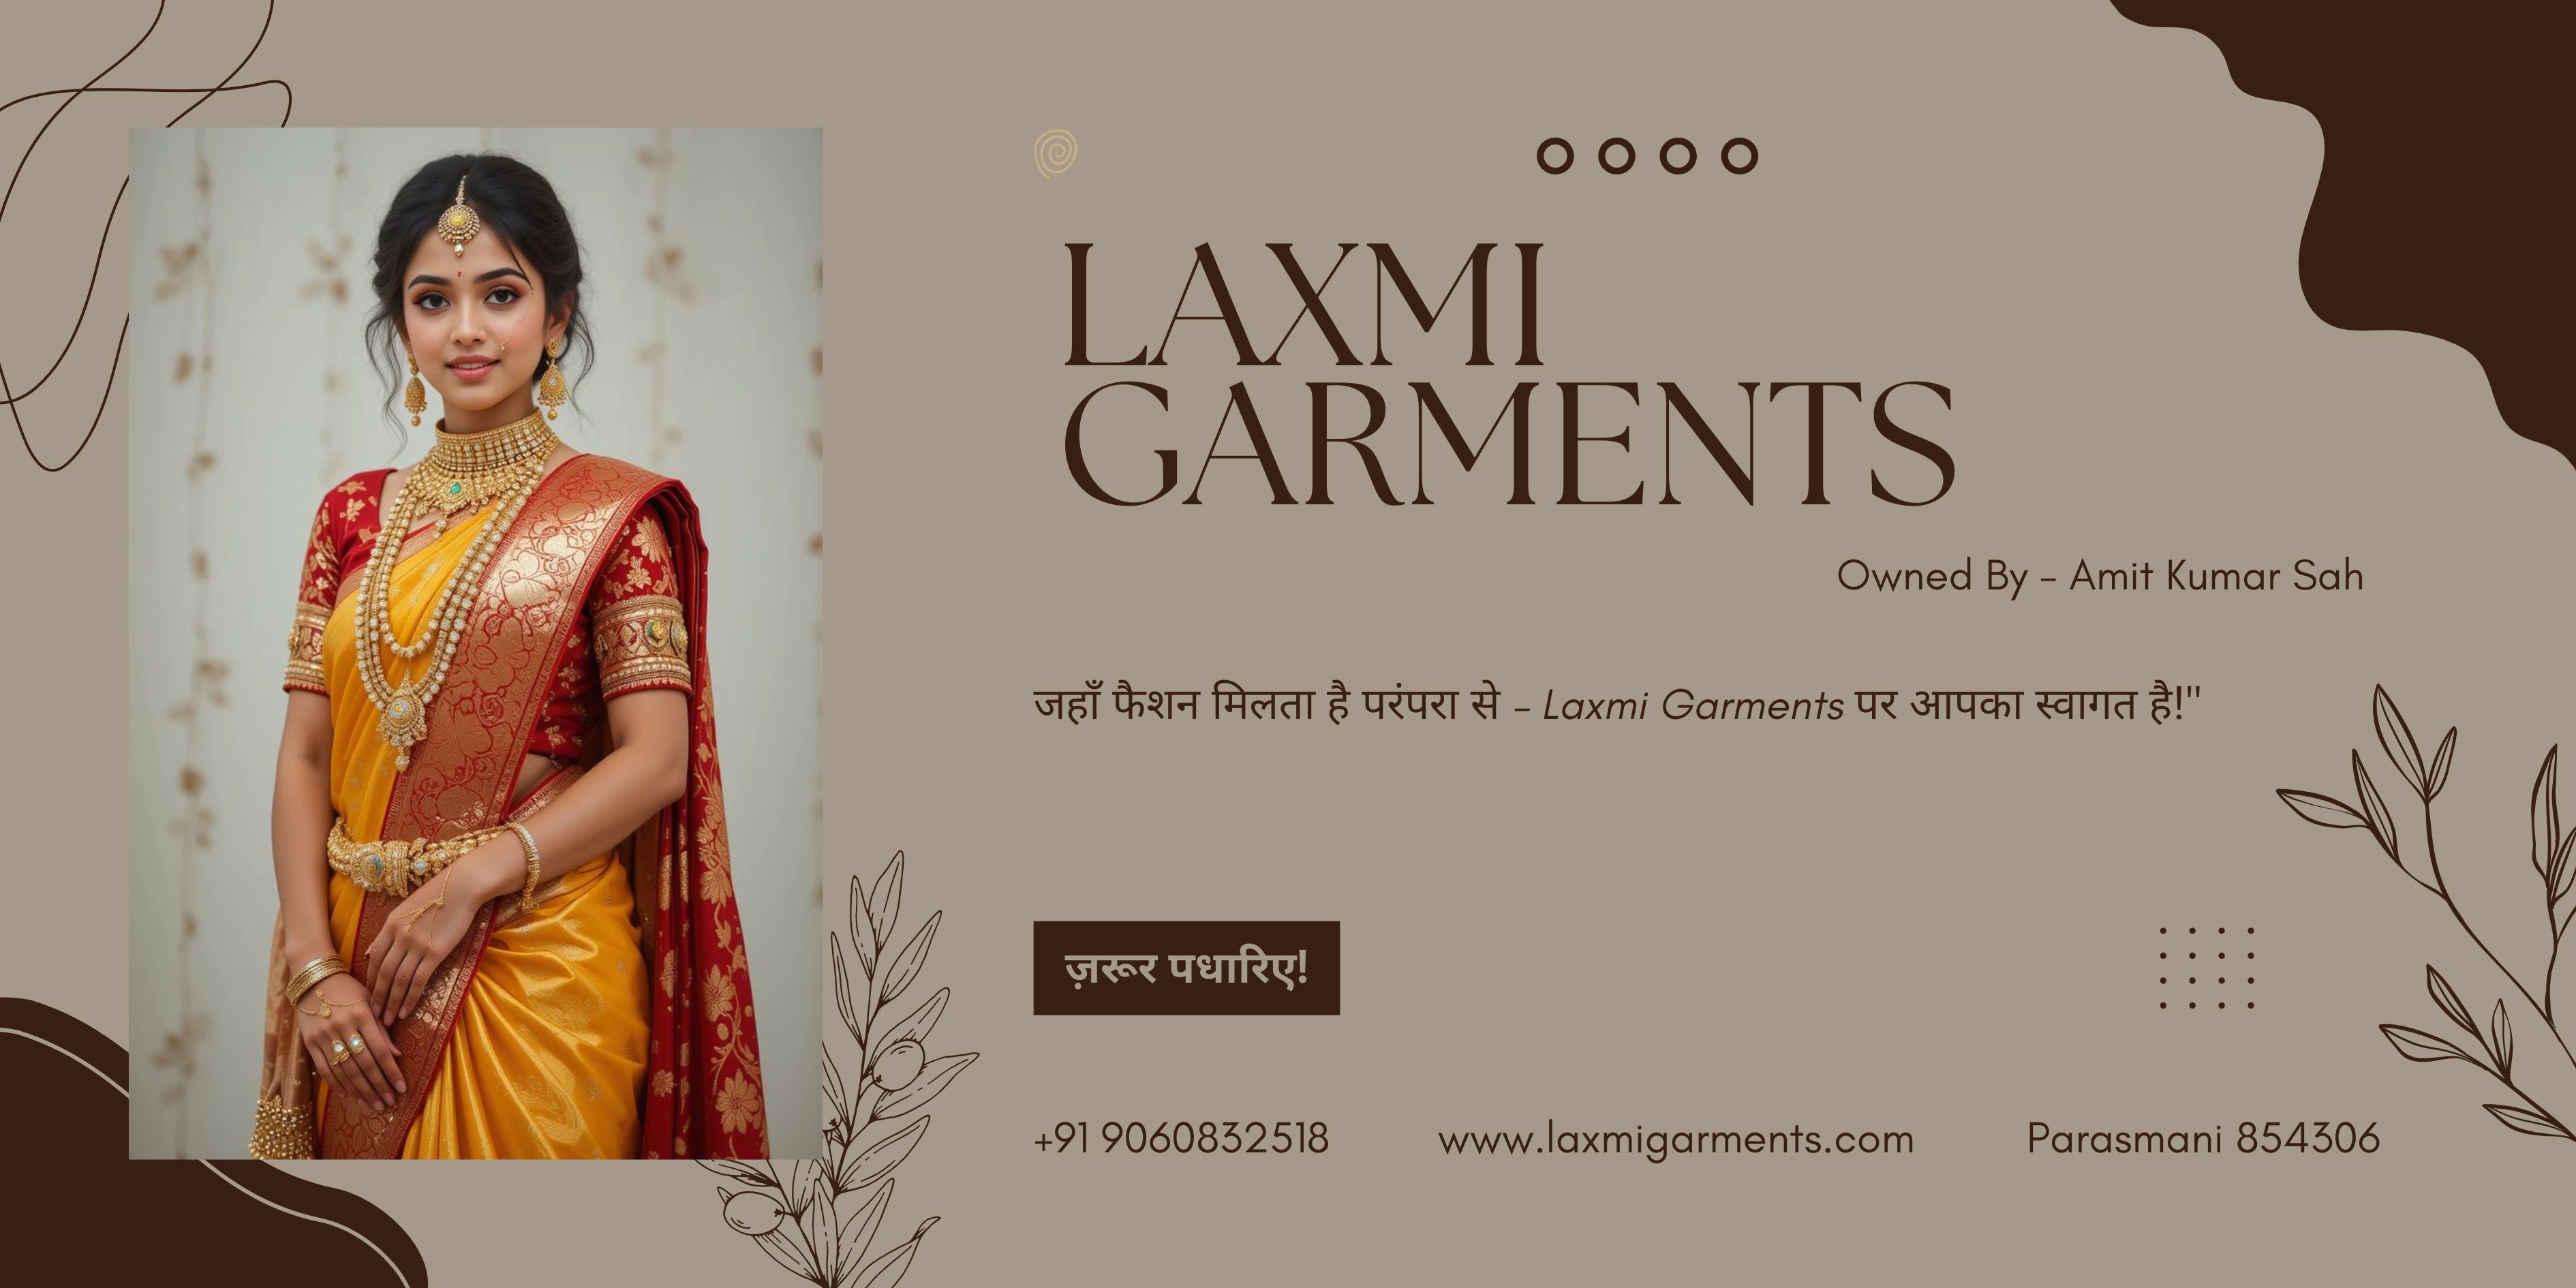 LAXMI
GARMENTS
Owned By – Amit Kumar Sah
जहाँ फैशन मिलता है परंपरा से – Laxmi Garments पर आपका स्वागत है!"
ज़रूर पधारिए!
+91 9060832518
www.laxmigarments.com
Parasmani 854306